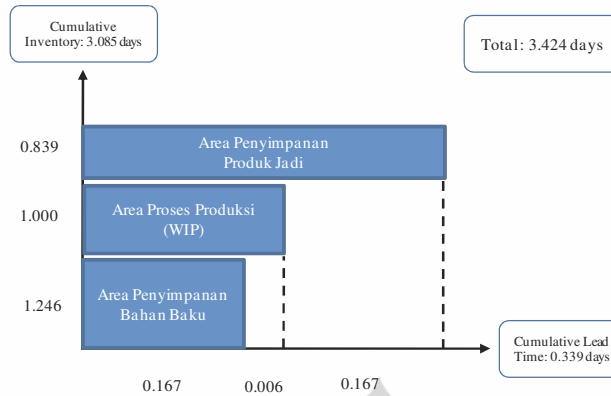 Cumulative
Inventory: 3.085 days
Total: 3.424 days
0.839
Area Penyimpanan
Produk Jadi
1.000
Area Proses Produksi
(WIP)
1.246
Area Penyimpanan
Bahan Baku
Cumulative Lead
Time: 0.339 days
0.167
0.006
0.167